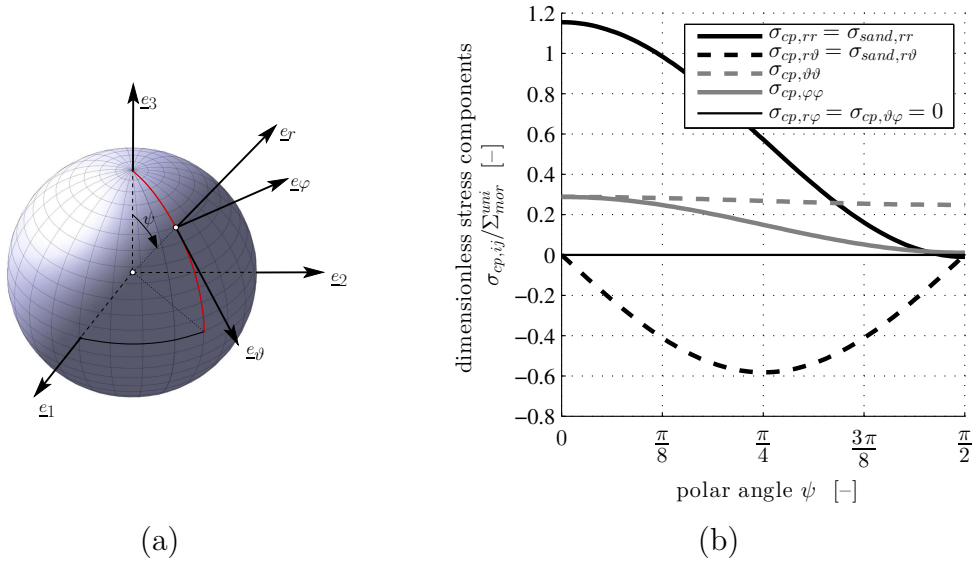 e3
er
eφ
ψ
e2
eϑ
e1
(a)
1.2
1
0.8
0.6
0.4
0.2
0
−0.2
−0.4
−0.6
−0.8
dimensionless stress components
σcp,ij/Σmor^uni [–]
σcp,rr = σsand,rr
σcp,rϑ = σsand,rϑ
σcp,ϑϑ
σcp,φφ
σcp,rφ = σcp,ϑφ = 0
0
π/8
π/4
3π/8
π/2
polar angle ψ [–]
(b)